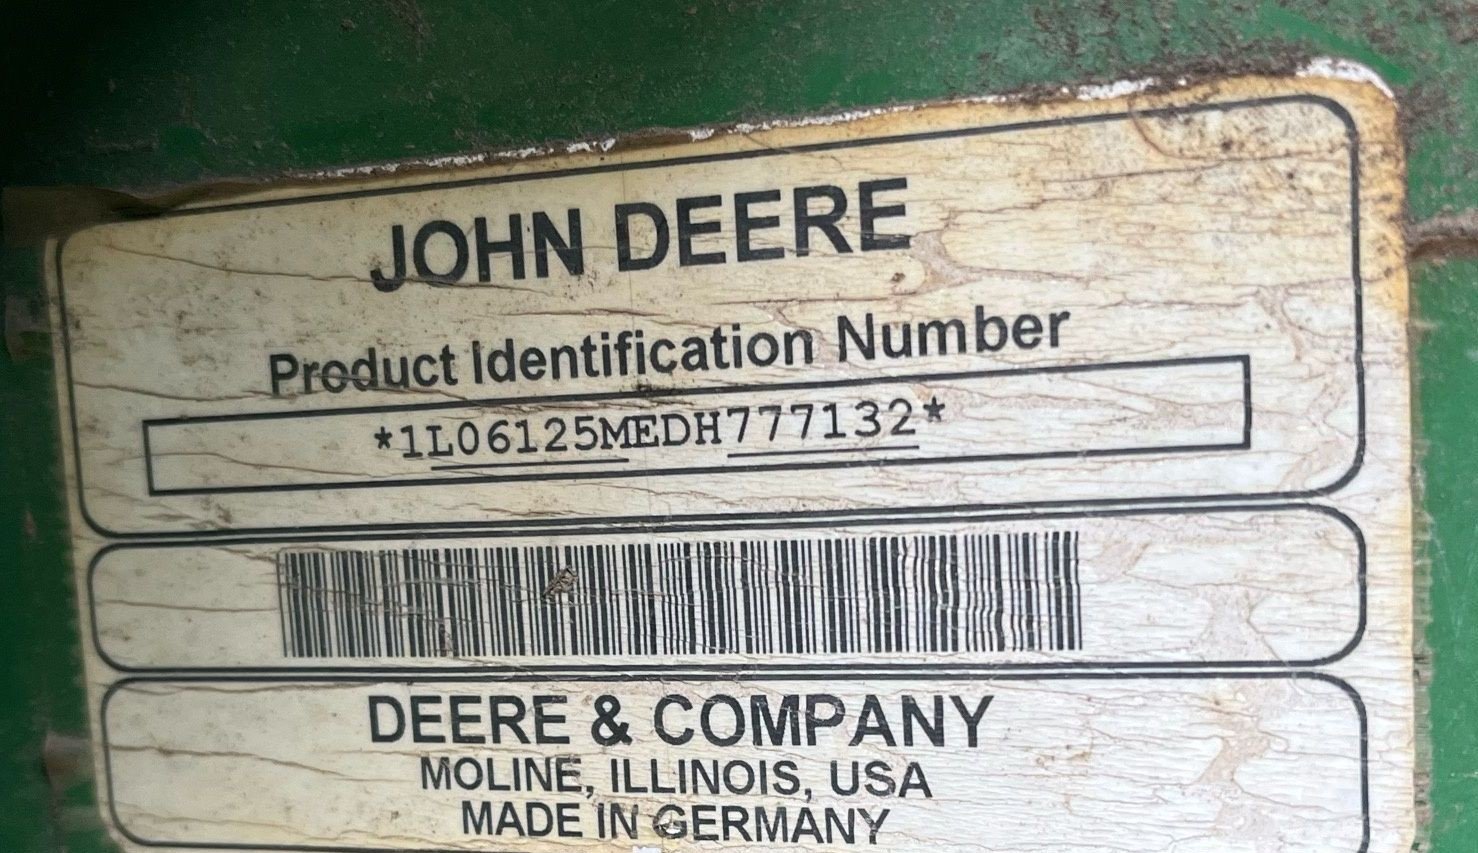 JOHN DEERE
Product Identification Number
*1L06125MEDH777132*
DEERE & COMPANY
MOLINE, ILLINOIS, USA
MADE IN GERMANY